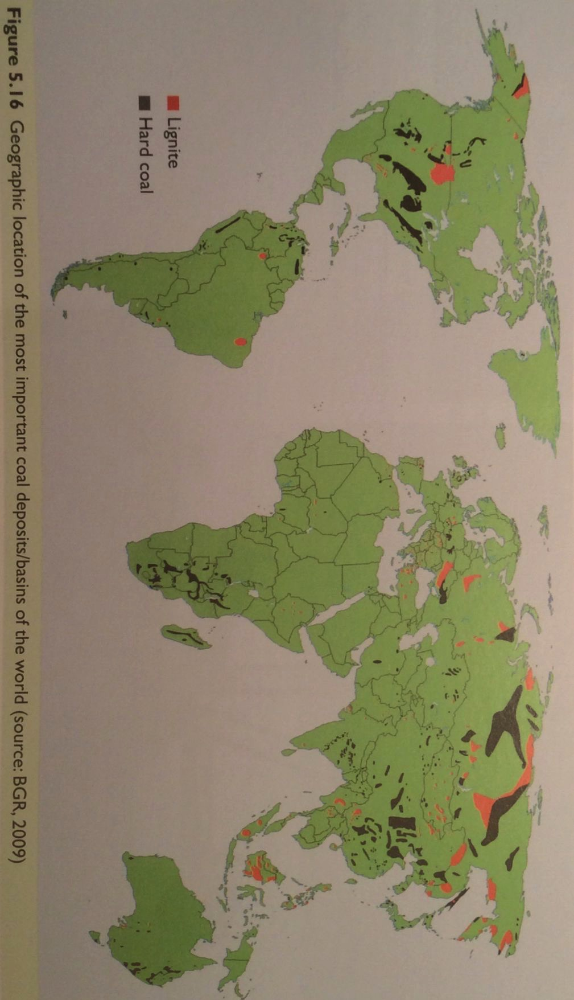 Lignite
Hard coal
Figure 5.16 Geographic location of the most important coal deposits/basins of the world (source: BGR, 2009)